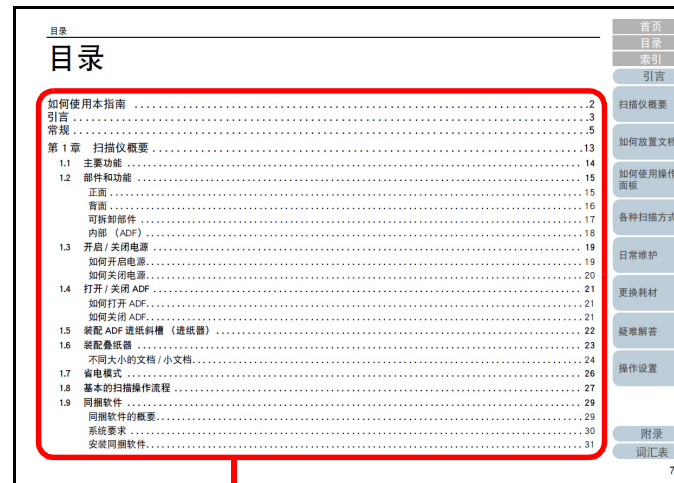 目录
目录
如何使用本指南 ..... 2
引言 ..... 3
常规 ..... 5
第 1 章 扫描仪概要 ..... 13
1.1 主要功能 ..... 14
1.2 部件和功能 ..... 15
正面 ..... 15
背面 ..... 16
可拆卸部件 ..... 17
内部 （ADF） ..... 18
1.3 开启 / 关闭电源 ..... 19
如何开启电源 ..... 19
如何关闭电源 ..... 20
1.4 打开 / 关闭 ADF ..... 21
如何打开 ADF ..... 21
如何关闭 ADF ..... 21
1.5 装配 ADF 进纸斜槽 （进纸器） ..... 22
1.6 装配叠纸器 ..... 23
不同大小的文档 / 小文档 ..... 24
1.7 省电模式 ..... 26
1.8 基本的扫描操作流程 ..... 27
1.9 同捆软件 ..... 29
同捆软件的概要 ..... 29
系统要求 ..... 30
安装同捆软件 ..... 31
首页
目录
索引
引言
扫描仪概要
如何放置文档
如何使用操作
面板
各种扫描方式
日常维护
更换耗材
疑难解答
操作设置
附录
词汇表
7